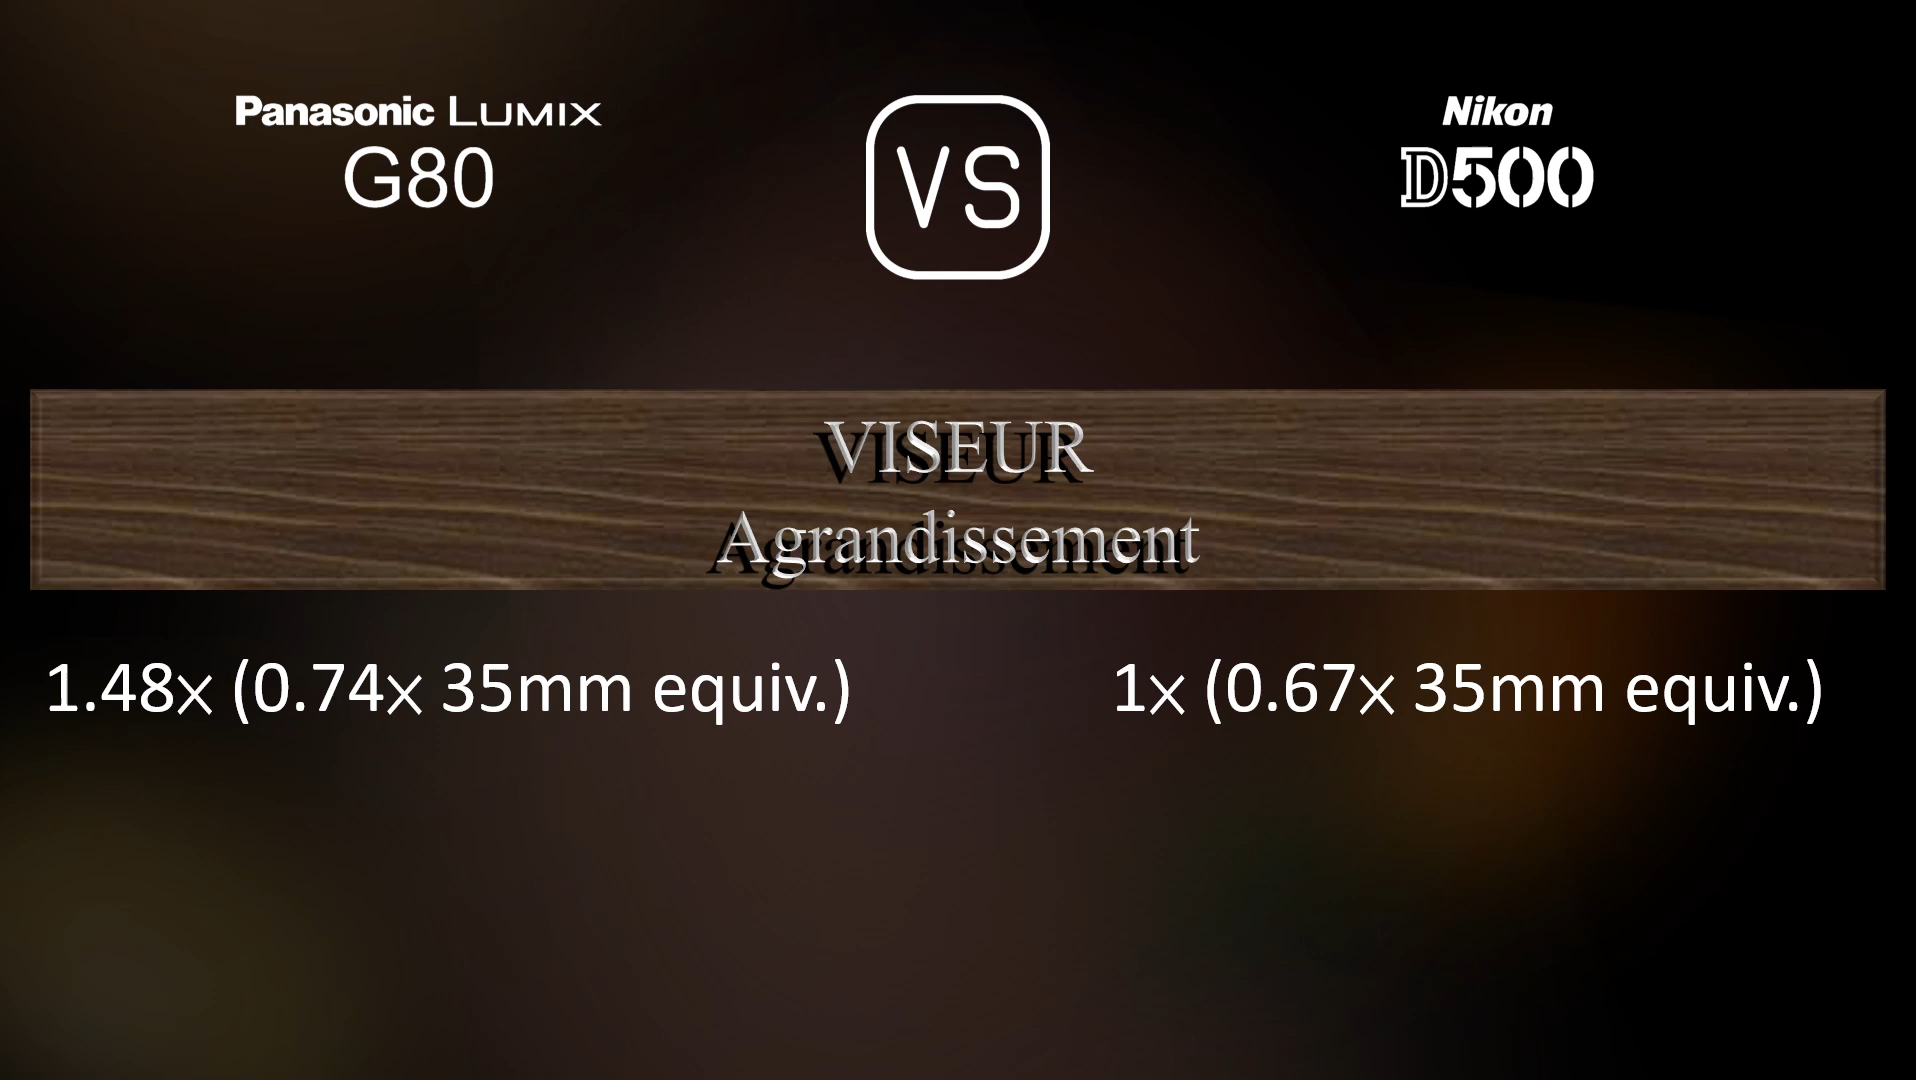 Panasonic LUMIX
G80
VS
Nikon
D500
VISEUR
Agrandissement
1.48x (0.74x 35mm equiv.)
1x (0.67x 35mm equiv.)